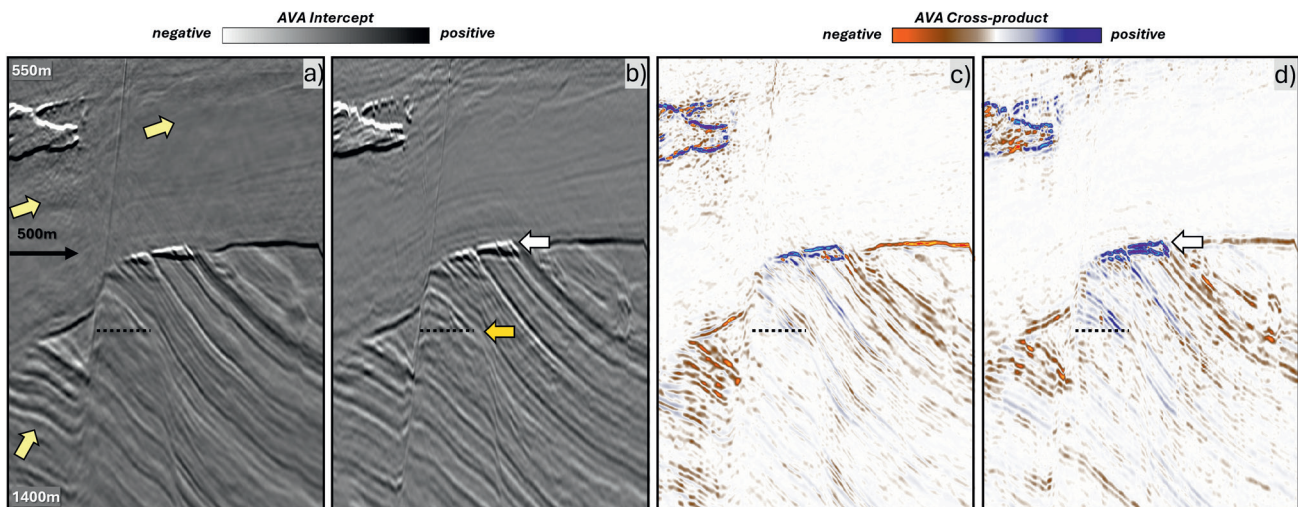 AVA Intercept
negative positive
AVA Cross-product
negative positive
550m
a)
b)
c)
d)
500m
1400m